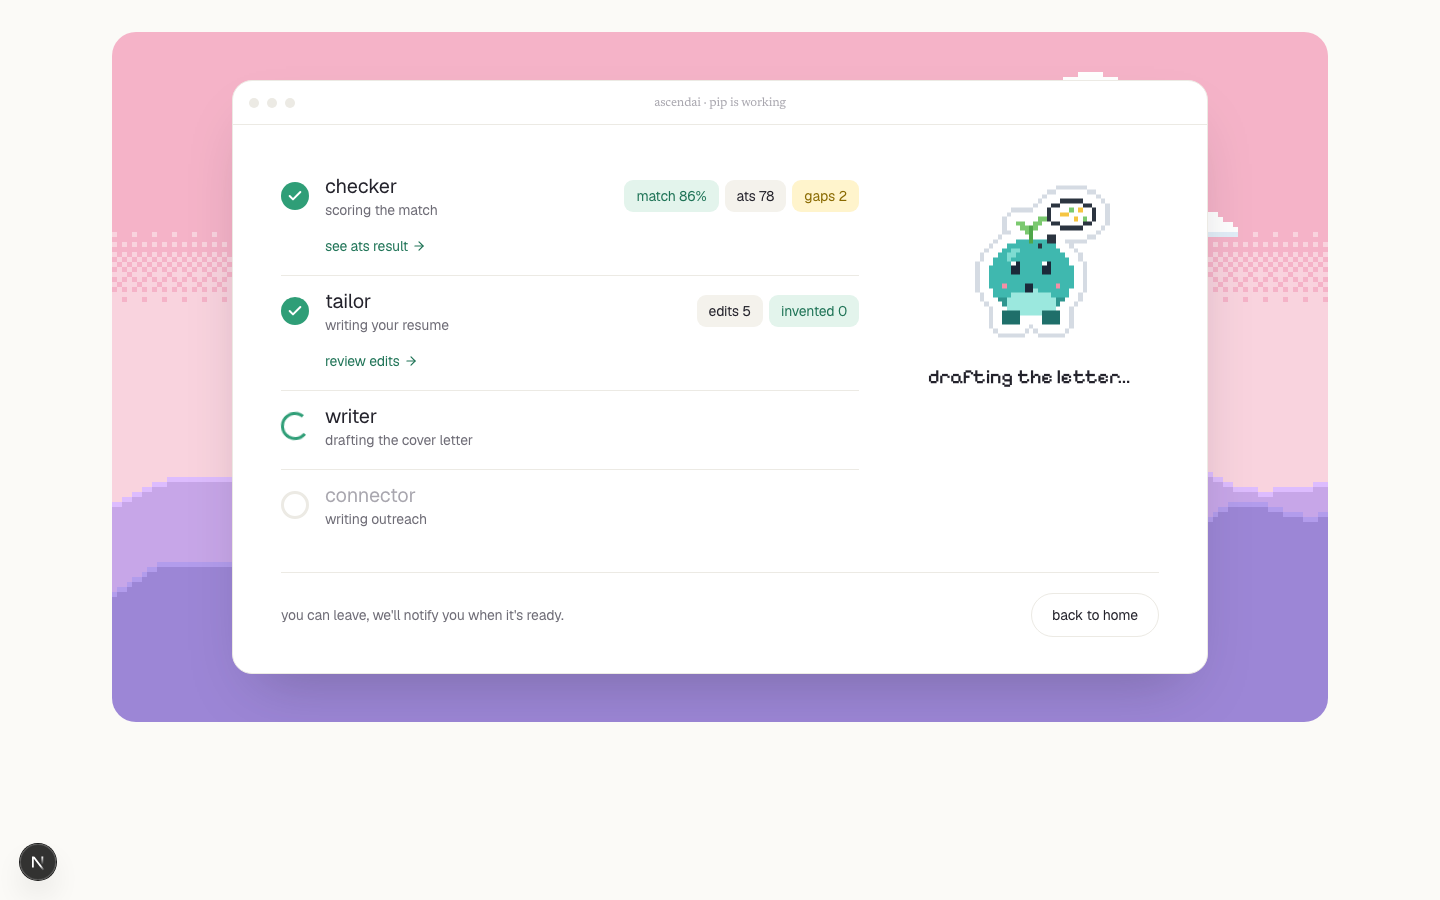 ascendai · pip is working
checker
scoring the match
match 86%
ats 78
gaps 2
see ats result →
tailor
writing your resume
edits 5
invented 0
review edits →
writer
drafting the cover letter
connector
writing outreach
drafting the letter...
you can leave, we'll notify you when it's ready.
back to home
N